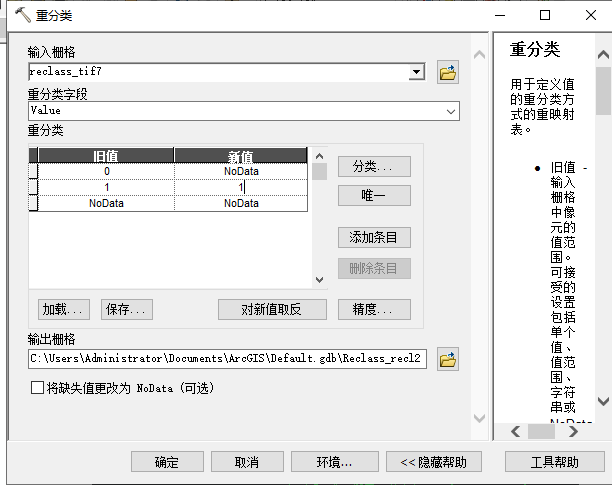 重分类
输入栅格
reclass_tif7
重分类字段
Value
重分类
旧值 新值
0 NoData
1 1
NoData NoData
分类...
唯一
添加条目
删除条目
加载... 保存... 对新值取反 精度...
输出栅格
C:\Users\Administrator\Documents\ArcGIS\Default.gdb\Reclass_recl2
将缺失值更改为 NoData (可选)
确定 取消 环境... << 隐藏帮助 工具帮助
重分类
用于定义值
的重分类方
式的重映射
表。
• 旧值 -
输入
栅格
中像
元的
值范
围。
可接
受的
设置
包括
单个
值、
值范
围、
字符
串或
NoData